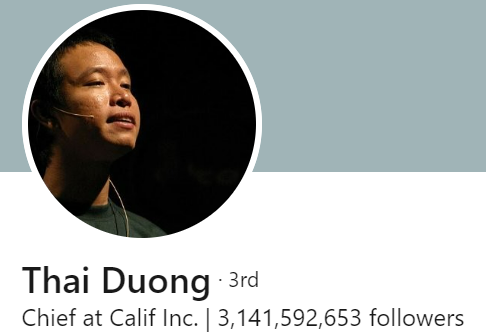 Thai Duong · 3rd
Chief at Calif Inc. | 3,141,592,653 followers